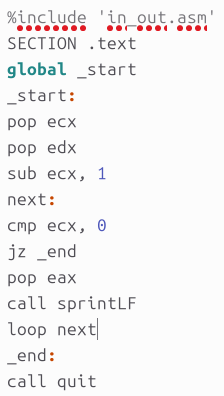 %include 'in_out.asm'
SECTION .text
global _start
_start:
pop ecx
pop edx
sub ecx, 1
next:
cmp ecx, 0
jz _end
pop eax
call sprintLF
loop next
_end:
call quit